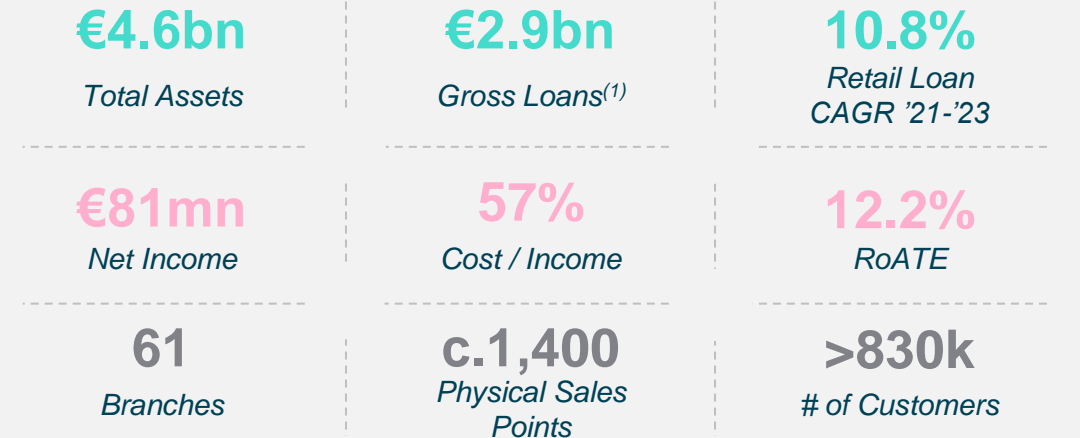 €4.6bn
Total Assets
€2.9bn
Gross Loans(1)
10.8%
Retail Loan
CAGR ’21-’23
€81mn
Net Income
57%
Cost / Income
12.2%
RoATE
61
Branches
c.1,400
Physical Sales
Points
>830k
# of Customers